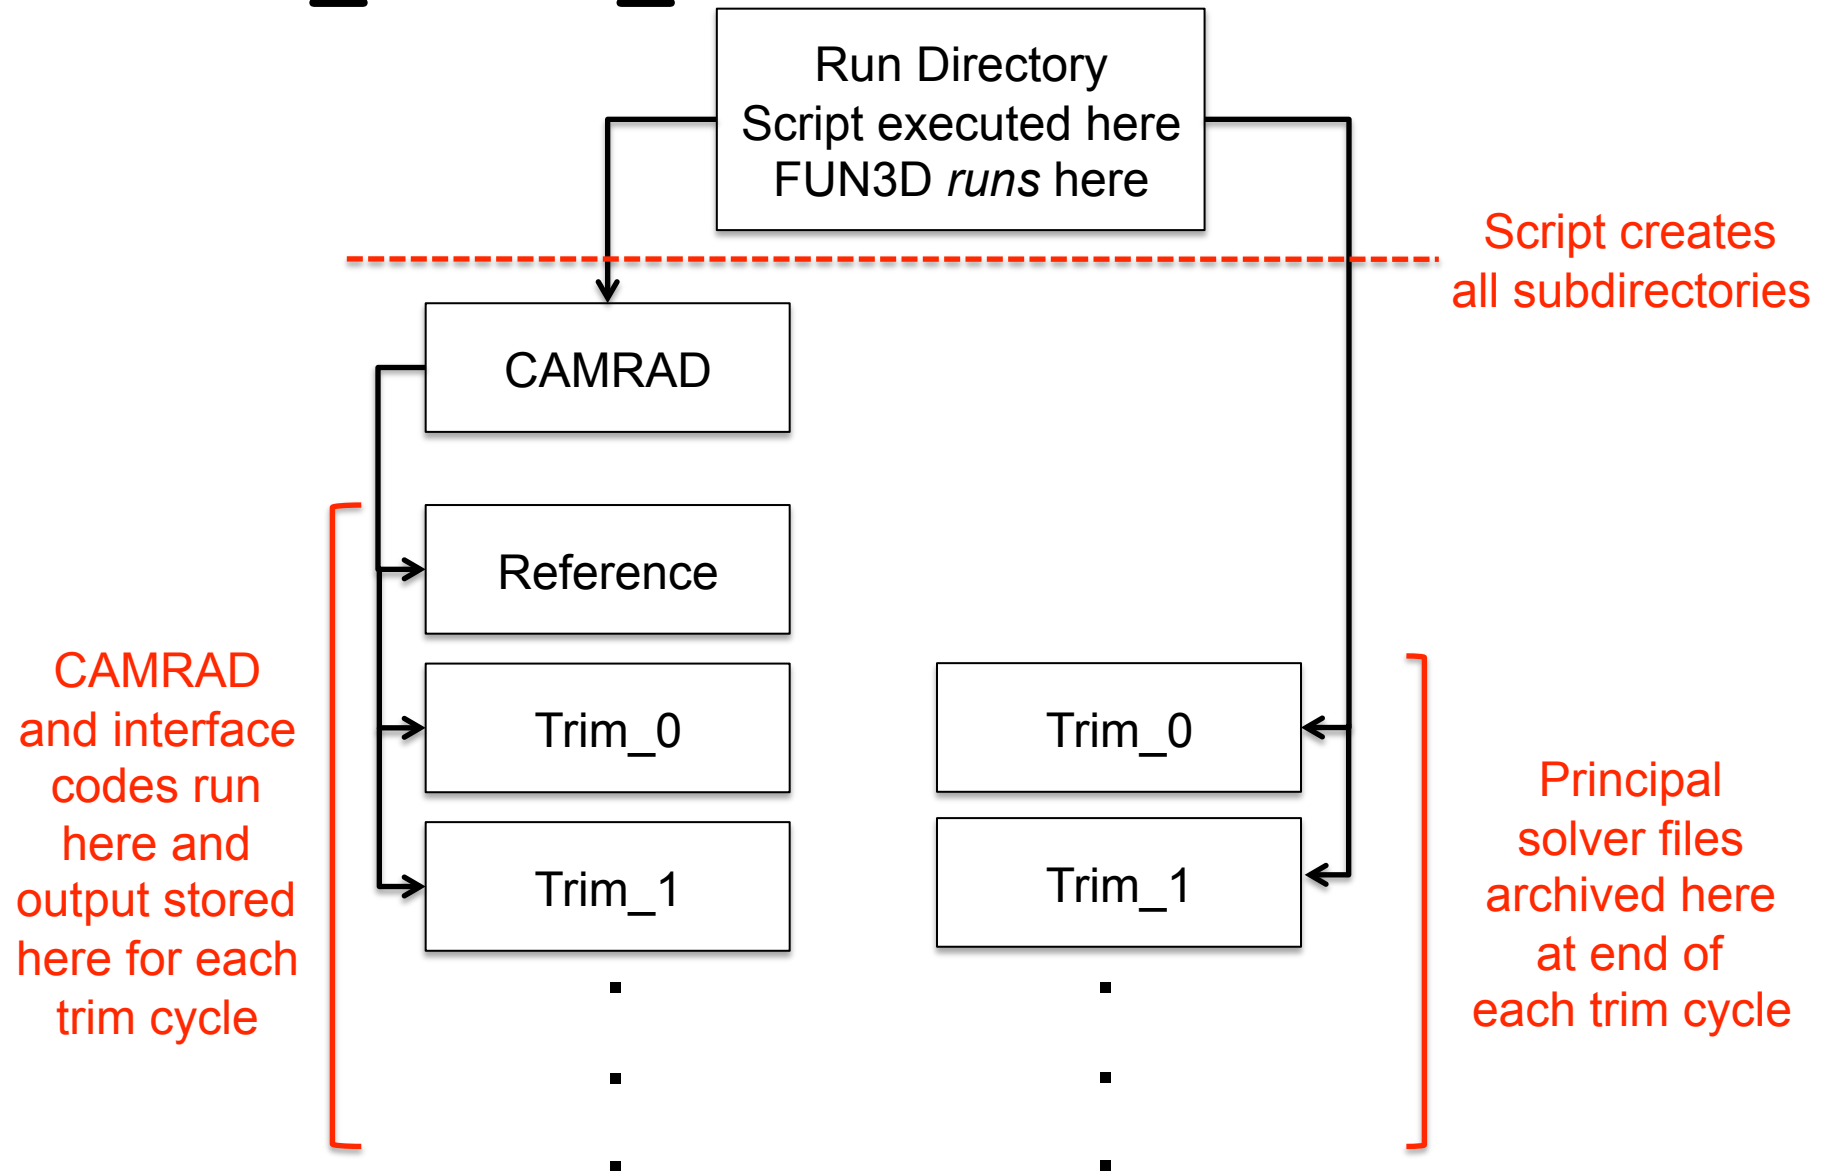 Run Directory
Script executed here
FUN3D runs here
Script creates
all subdirectories
CAMRAD
Reference
Trim_0
Trim_1
CAMRAD
and interface
codes run
here and
output stored
here for each
trim cycle
Trim_0
Trim_1
Principal
solver files
archived here
at end of
each trim cycle